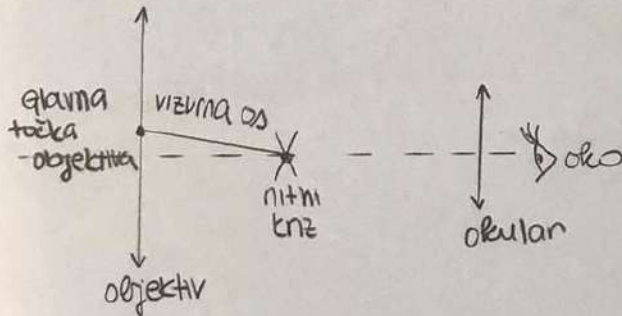 Glavna
točka
-objektiva
vizurna os
nitni
križ
oko
okular
objektiv